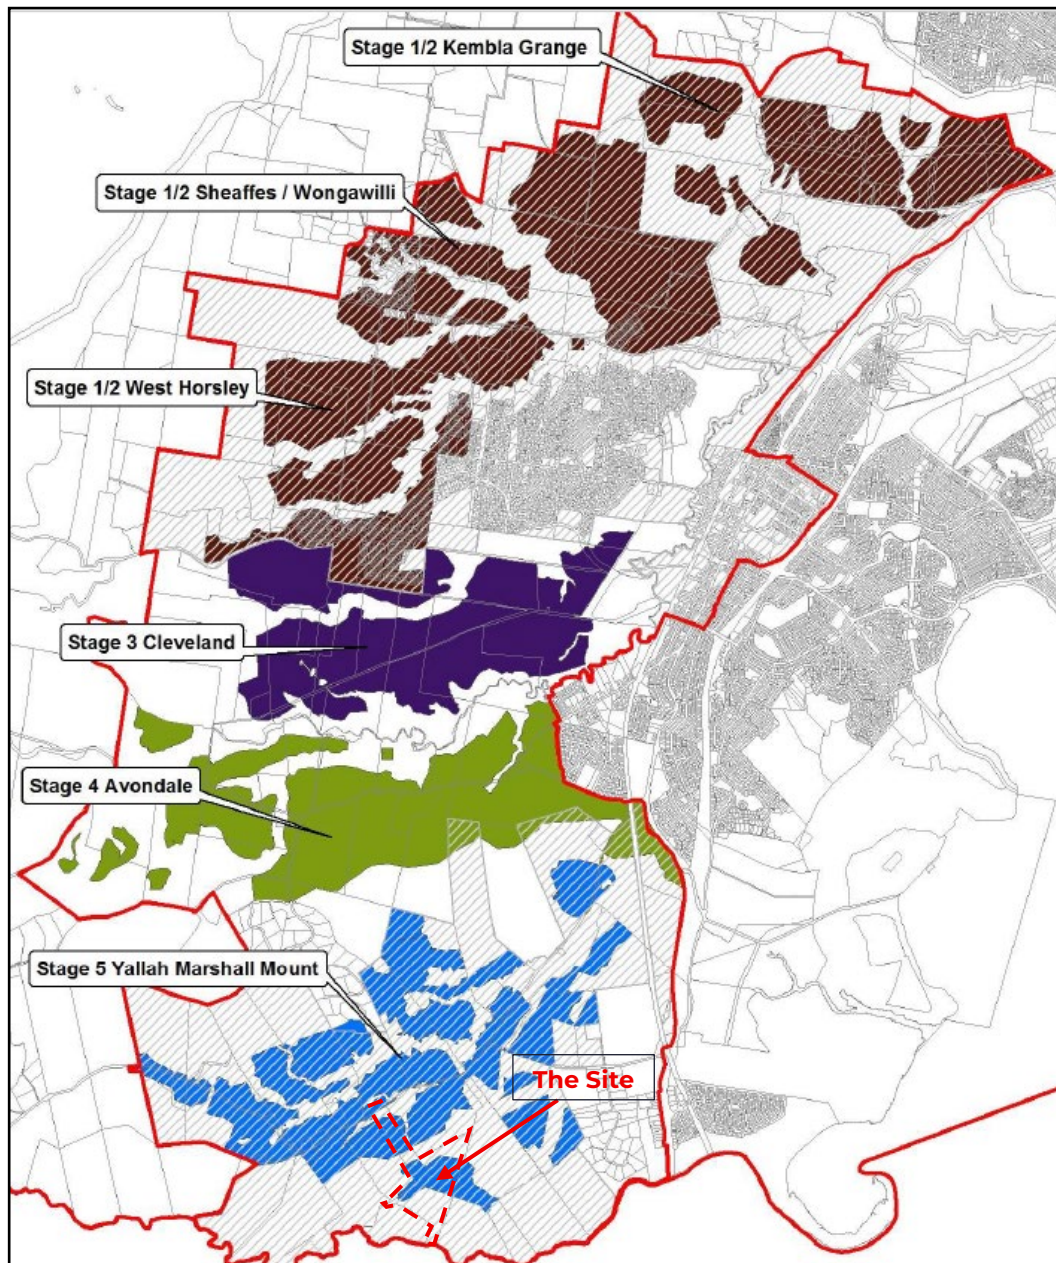 Stage 1/2 Kembla Grange
Stage 1/2 Sheaffes / Wongawilli
Stage 1/2 West Horsley
Stage 3 Cleveland
Stage 4 Avondale
Stage 5 Yallah Marshall Mount
The Site